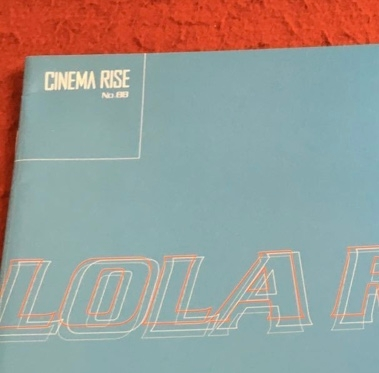 CINEMA RISE
No.88
LOLA R